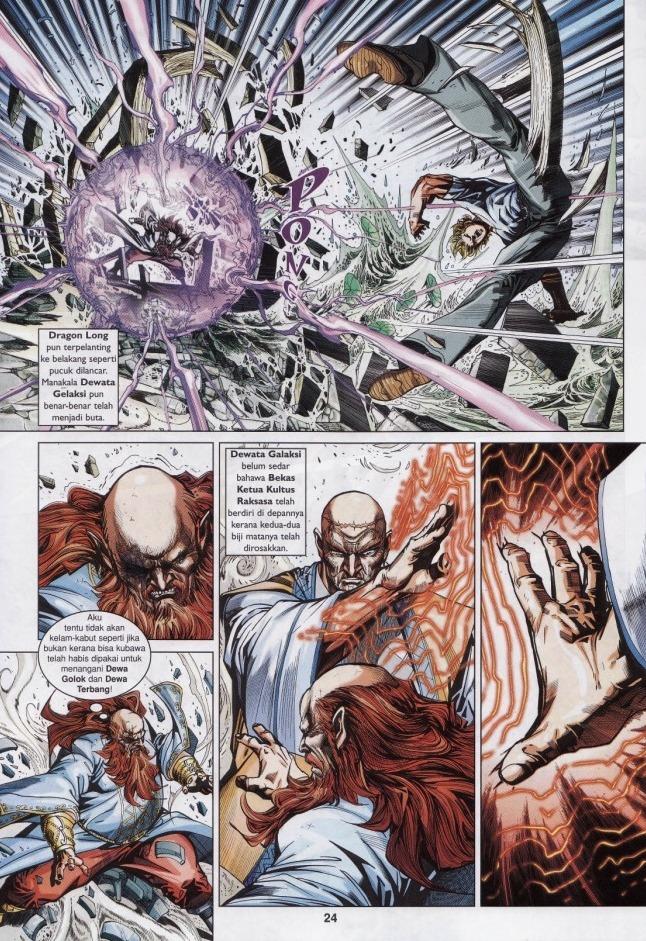 PONG
Dragon Long
pun terpelanting
ke belakang seperti
pucuk dilancar.
Manakala Dewata
Gelaksi pun
benar-benar telah
menjadi buta.
Dewata Galaksi
belum sedar
bahawa Bekas
Ketua Kultus
Raksasa telah
berdiri di depannya
kerana kedua-dua
biji matanya telah
dirosakkan.
Aku
tentu tidak akan
kelam-kabut seperti jika
bukan kerana bisa kubawa
telah habis dipakai untuk
menangani Dewa
Golok dan Dewa
Terbang!
24